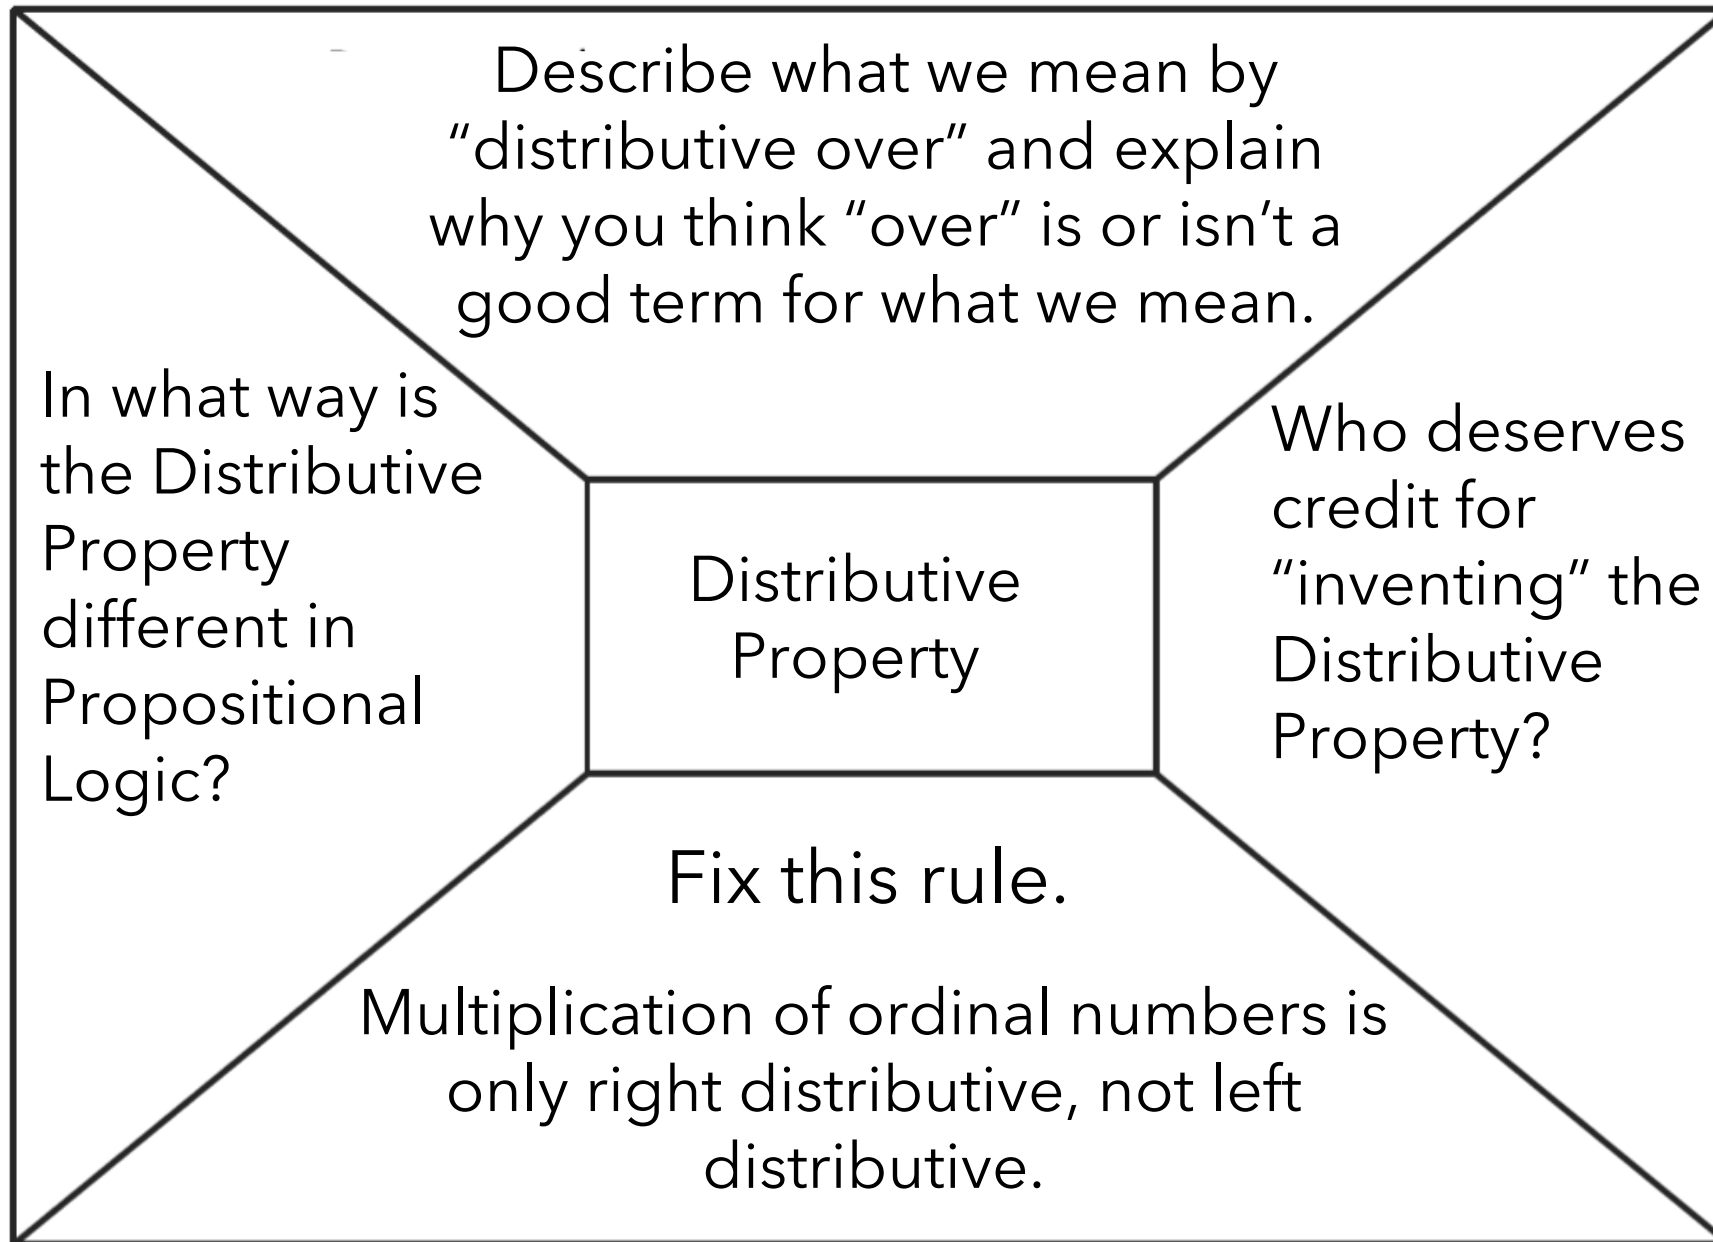 Describe what we mean by
“distributive over” and explain
why you think “over” is or isn’t a
good term for what we mean.
In what way is
the Distributive
Property
different in
Propositional
Logic?
Distributive
Property
Who deserves
credit for
“inventing” the
Distributive
Property?
Fix this rule.
Multiplication of ordinal numbers is
only right distributive, not left
distributive.